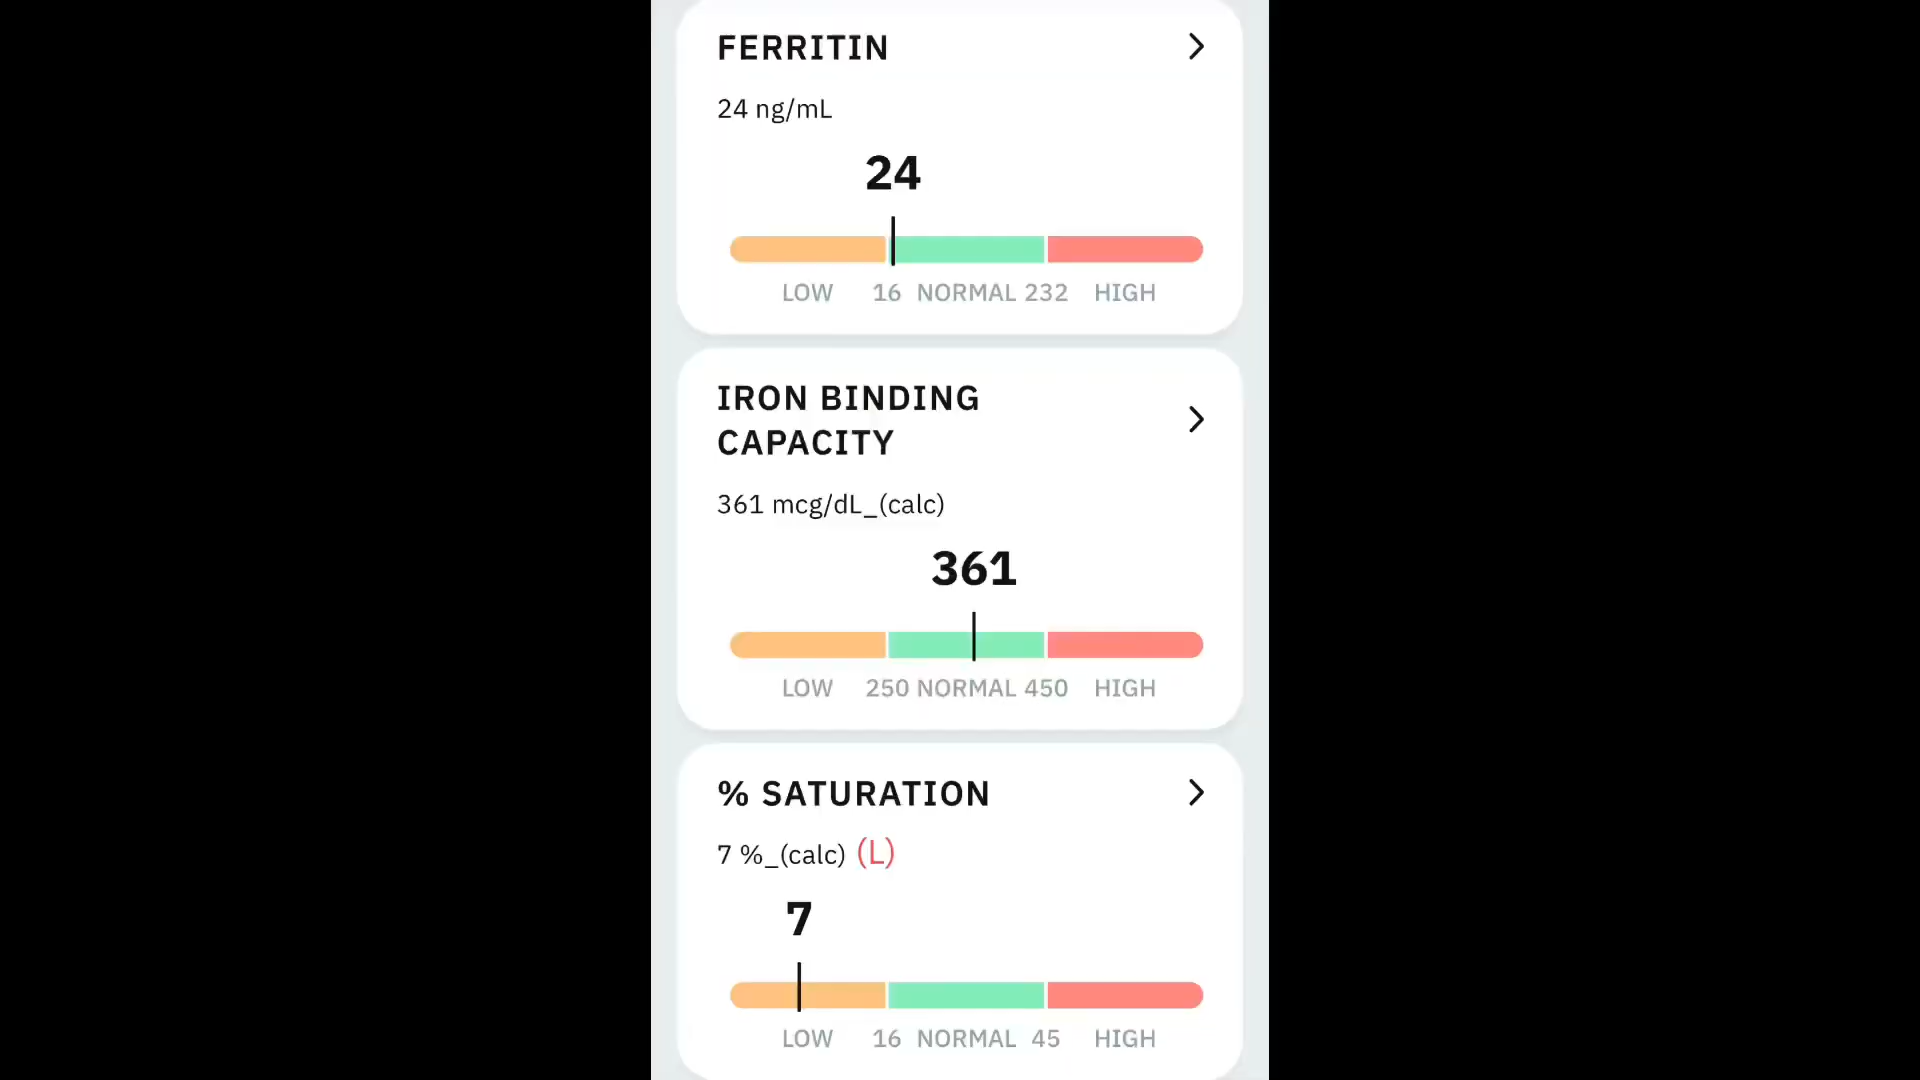 FERRITIN
24 ng/mL
24
LOW 16 NORMAL 232 HIGH
IRON BINDING
CAPACITY
361 mcg/dL_(calc)
361
LOW 250 NORMAL 450 HIGH
% SATURATION
7 %_(calc) (L)
7
LOW 16 NORMAL 45 HIGH